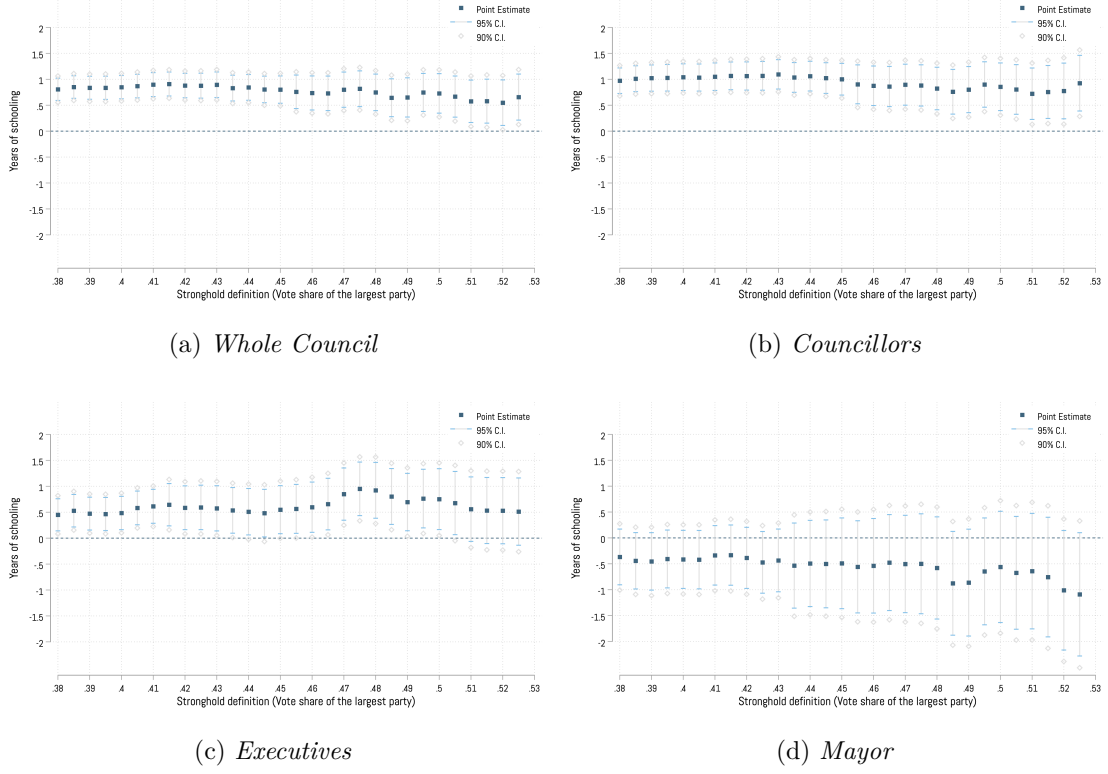 Point Estimate
95% C.I.
90% C.I.
Years of schooling
2
1.5
1
.5
0
-.5
-1
-1.5
-2
.38 .39 .4 .41 .42 .43 .44 .45 .46 .47 .48 .49 .5 .51 .52 .53
Stronghold definition (Vote share of the largest party)
(a) Whole Council
Point Estimate
95% C.I.
90% C.I.
Years of schooling
2
1.5
1
.5
0
-.5
-1
-1.5
-2
.38 .39 .4 .41 .42 .43 .44 .45 .46 .47 .48 .49 .5 .51 .52 .53
Stronghold definition (Vote share of the largest party)
(b) Councillors
Point Estimate
95% C.I.
90% C.I.
Years of schooling
2
1.5
1
.5
0
-.5
-1
-1.5
-2
.38 .39 .4 .41 .42 .43 .44 .45 .46 .47 .48 .49 .5 .51 .52 .53
Stronghold definition (Vote share of the largest party)
(c) Executives
Point Estimate
95% C.I.
90% C.I.
Years of schooling
2
1.5
1
.5
0
-.5
-1
-1.5
-2
.38 .39 .4 .41 .42 .43 .44 .45 .46 .47 .48 .49 .5 .51 .52 .53
Stronghold definition (Vote share of the largest party)
(d) Mayor